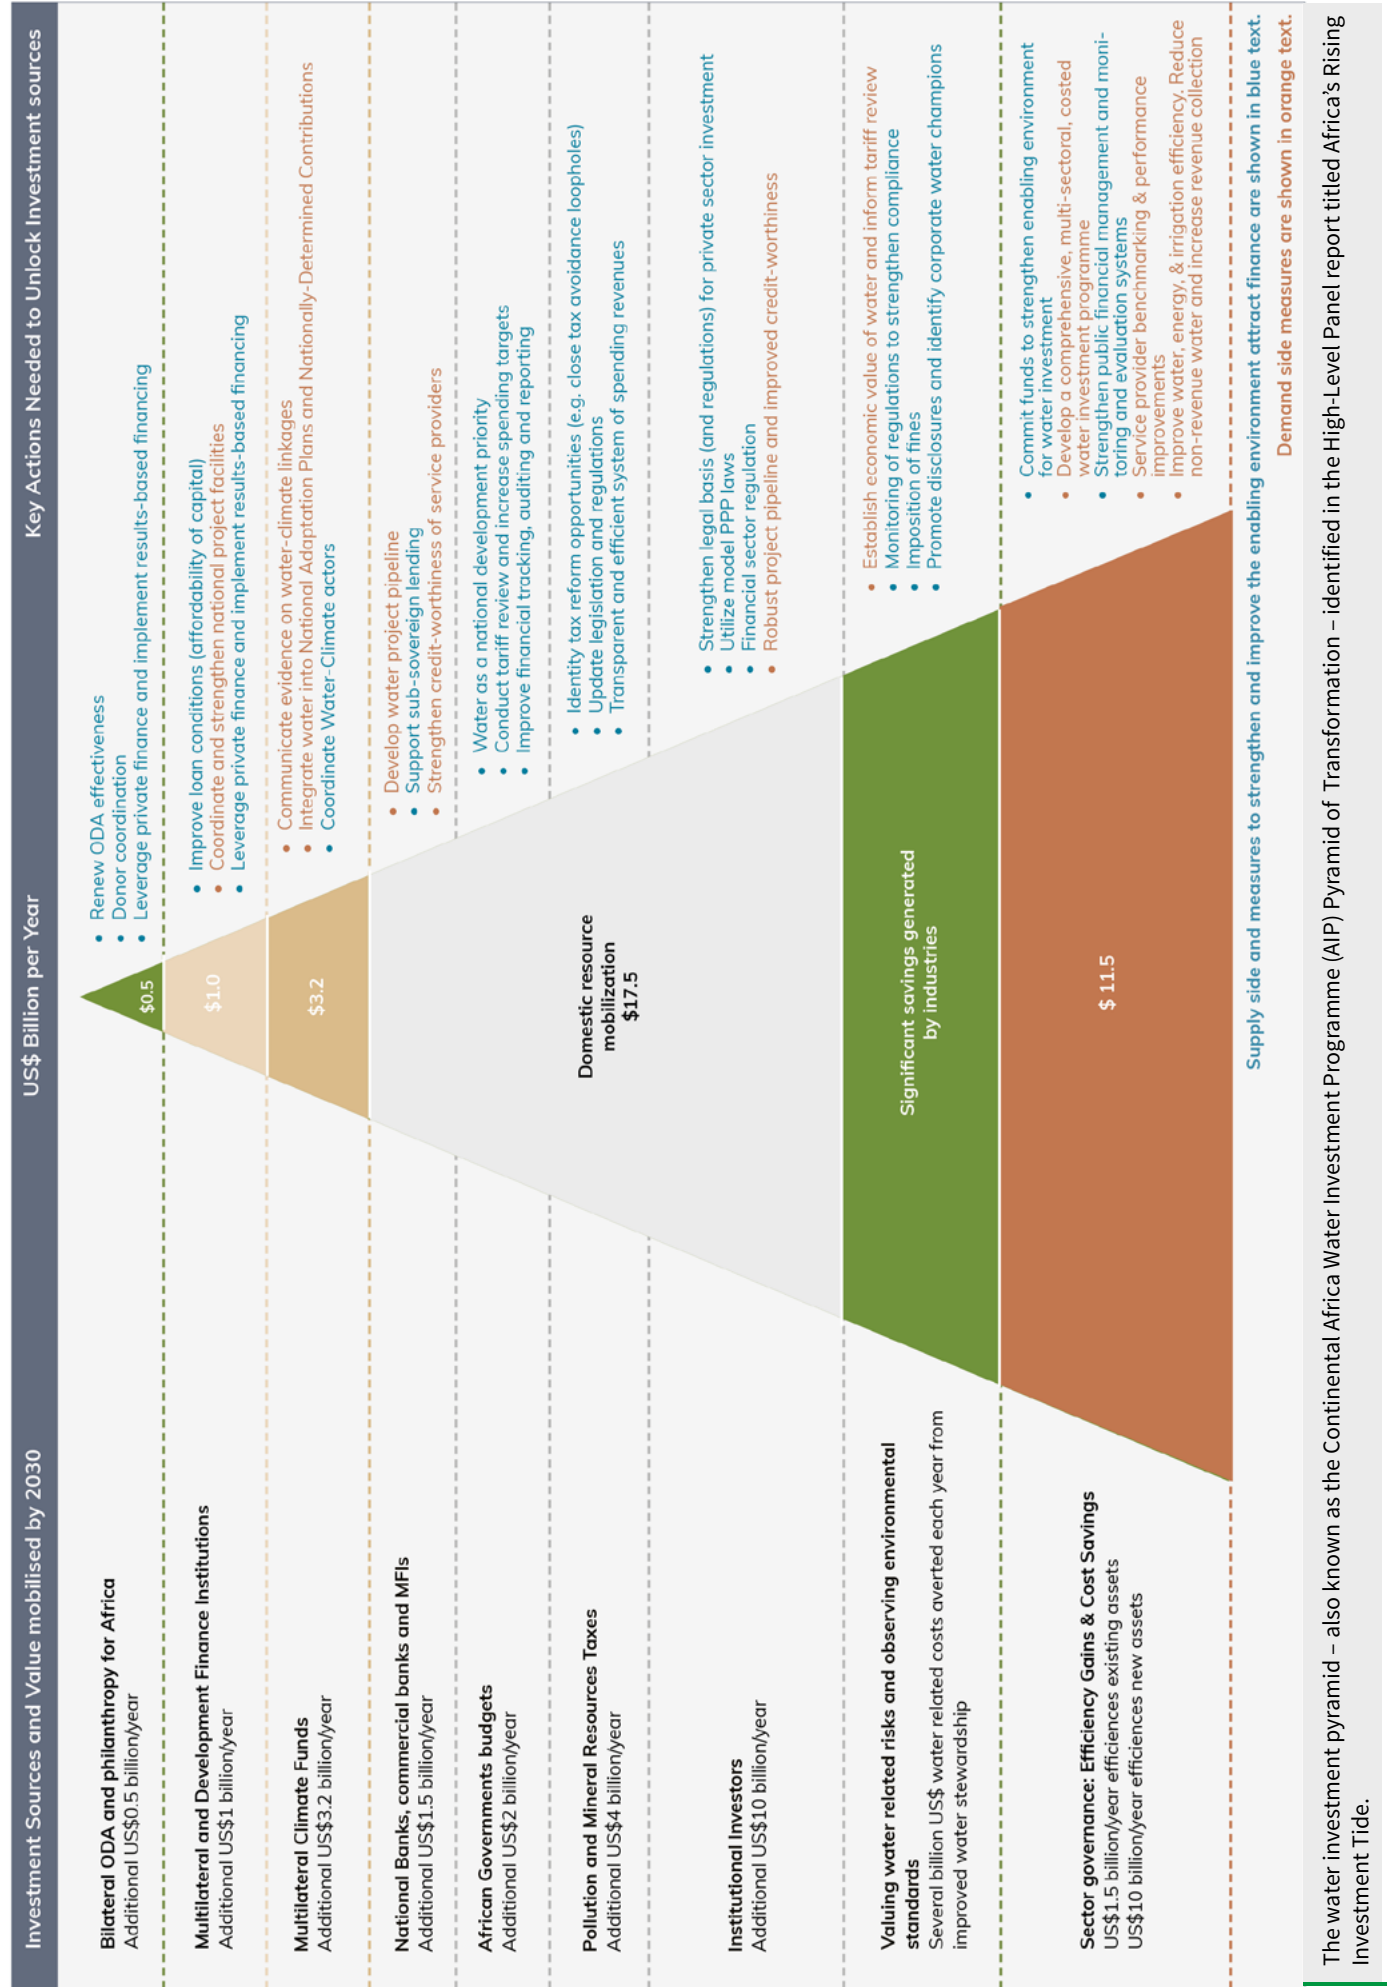 Investment Sources and Value mobilised by 2030
US$ Billion per Year
Key Actions Needed to Unlock Investment sources
Bilateral ODA and philanthropy for Africa
Additional US$0.5 billion/year
$0.5
• Renew ODA effectiveness
• Donor coordination
• Leverage private finance and implement results-based financing
Multilateral and Development Finance Institutions
Additional US$1 billion/year
$1.0
• Improve loan conditions (affordability of capital)
• Coordinate and strengthen national project facilities
• Leverage private finance and implement results-based financing
Multilateral Climate Funds
Additional US$3.2 billion/year
$3.2
• Communicate evidence on water-climate linkages
• Integrate water into National Adaptation Plans and Nationally-Determined Contributions
• Coordinate Water-Climate actors
National Banks, commercial banks and MFIs
Additional US$1.5 billion/year
• Develop water project pipeline
• Support sub-sovereign lending
• Strengthen credit-worthiness of service providers
African Governments budgets
Additional US$2 billion/year
• Water as a national development priority
• Conduct tariff review and increase spending targets
• Improve financial tracking, auditing and reporting
Pollution and Mineral Resources Taxes
Additional US$4 billion/year
Domestic resource
mobilization
$17.5
• Identity tax reform opportunities (e.g. close tax avoidance loopholes)
• Update legislation and regulations
• Transparent and efficient system of spending revenues
Institutional Investors
Additional US$10 billion/year
• Strengthen legal basis (and regulations) for private sector investment
• Utilize model PPP laws
• Financial sector regulation
• Robust project pipeline and improved credit-worthiness
Valuing water related risks and observing environmental
standards
Several billion US$ water related costs averted each year from
improved water stewardship
Significant savings generated
by industries
• Establish economic value of water and inform tariff review
• Monitoring of regulations to strengthen compliance
• Imposition of fines
• Promote disclosures and identify corporate water champions
Sector governance: Efficiency Gains & Cost Savings
US$1.5 billion/year efficiences existing assets
US$10 billion/year efficiences new assets
$ 11.5
• Commit funds to strengthen enabling environment
for water investment
• Develop a comprehensive, multi-sectoral, costed
water investment programme
• Strengthen public financial management and moni-
toring and evaluation systems
• Service provider benchmarking & performance
improvements
• Improve water, energy, & irrigation efficiency. Reduce
non-revenue water and increase revenue collection
Supply side and measures to strengthen and improve the enabling environment attract finance are shown in blue text.
Demand side measures are shown in orange text.
The water investment pyramid – also known as the Continental Africa Water Investment Programme (AIP) Pyramid of Transformation – identified in the High-Level Panel report titled Africa’s Rising
Investment Tide.